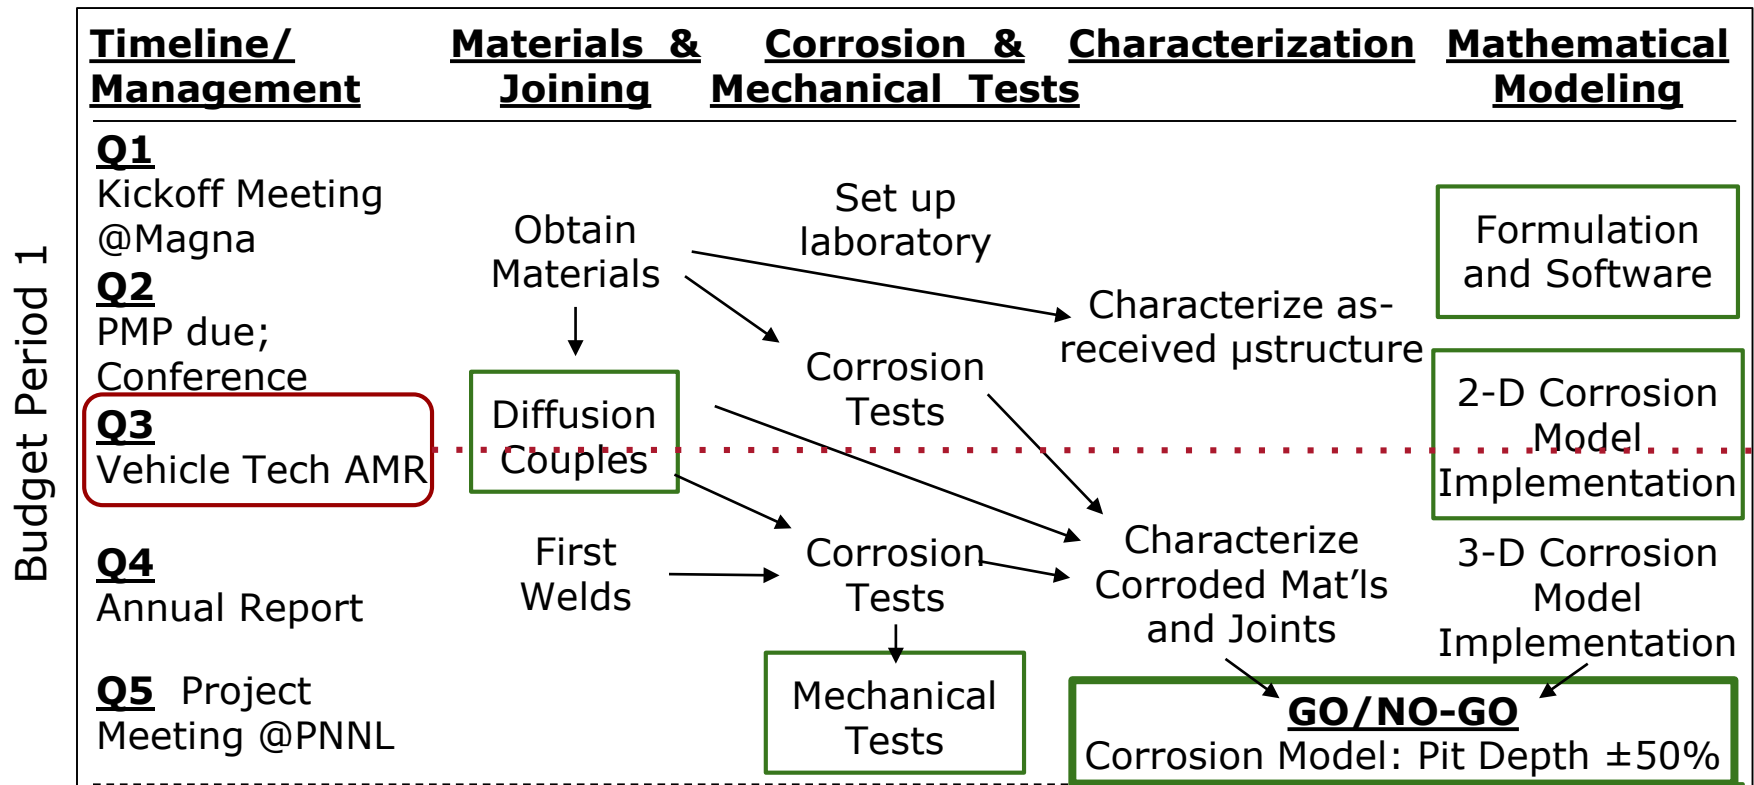 Timeline/
Management
Materials &
Joining
Corrosion &
Mechanical Tests
Characterization
Mathematical
Modeling
Budget Period 1
Q1
Kickoff Meeting
@Magna
Q2
PMP due;
Conference
Q3
Vehicle Tech AMR
Q4
Annual Report
Q5 Project
Meeting @PNNL
Obtain
Materials
Diffusion
Couples
First
Welds
Set up
laboratory
Corrosion
Tests
Corrosion
Tests
Mechanical
Tests
Characterize as-
received µstructure
Characterize
Corroded Mat’ls
and Joints
Formulation
and Software
2-D Corrosion
Model
Implementation
3-D Corrosion
Model
Implementation
GO/NO-GO
Corrosion Model: Pit Depth ±50%